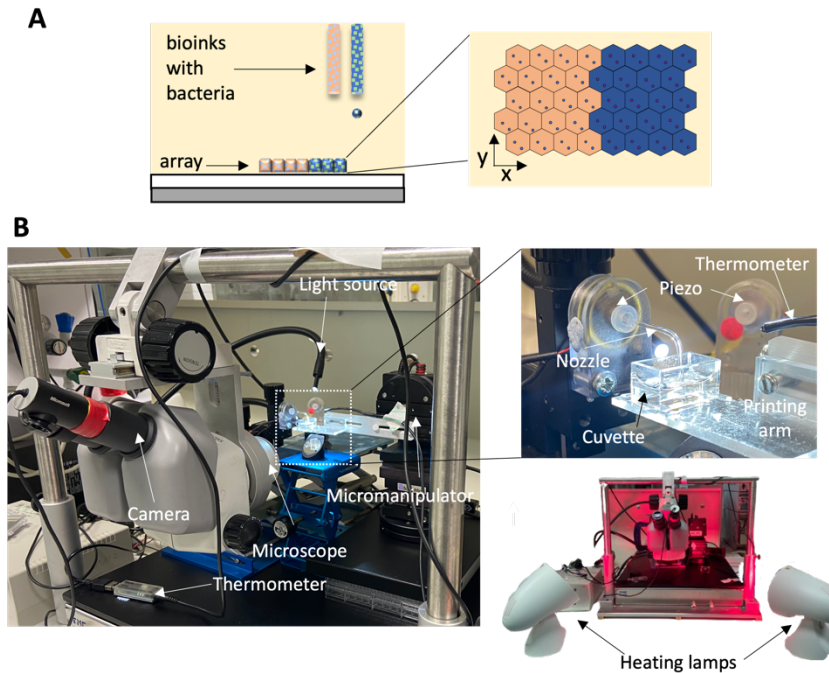 A
bioinks
with
bacteria
array
y
x
B
Light source
Camera
Micromanipulator
Microscope
Thermometer
Thermometer
Piezo
Nozzle
Cuvette
Printing
arm
Heating lamps